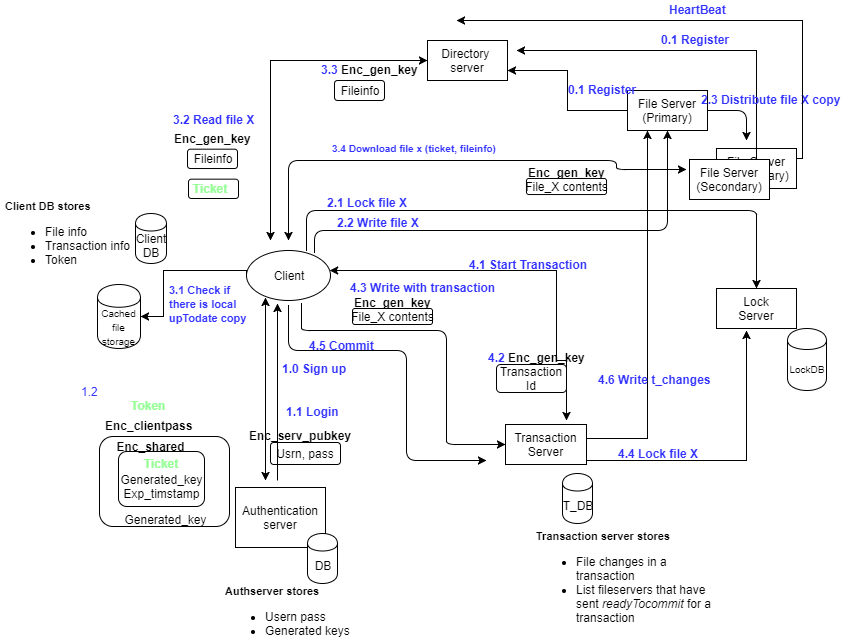 HeartBeat
0.1 Register
Directory
server
3.3 Enc_gen_key
Fileinfo
0.1 Register
File Server
(Primary)
2.3 Distribute file X copy
3.2 Read file X
Enc_gen_key
Fileinfo
Ticket
3.4 Download file x (ticket, fileinfo)
Enc_gen_key
File_X contents
File Server
(Secondary)
Client DB stores
File info
Transaction info
Token
Client
DB
2.1 Lock file X
2.2 Write file X
Client
4.1 Start Transaction
3.1 Check if
there is local
upTodate copy
Cached
file
storage
4.3 Write with transaction
Enc_gen_key
File_X contents
Lock
Server
LockDB
4.5 Commit
1.0 Sign up
4.2 Enc_gen_key
Transaction
Id
4.6 Write t_changes
1.2
Token
Enc_clientpass
Enc_shared
Ticket
Generated_key
Exp_timstamp
Generated_key
1.1 Login
Enc_serv_pubkey
Usrn, pass
Transaction
Server
4.4 Lock file X
Authentication
server
DB
T_DB
Transaction server stores
File changes in a
transaction
List fileservers that have
sent readyTocommit for a
transaction
Authserver stores
Usern pass
Generated keys